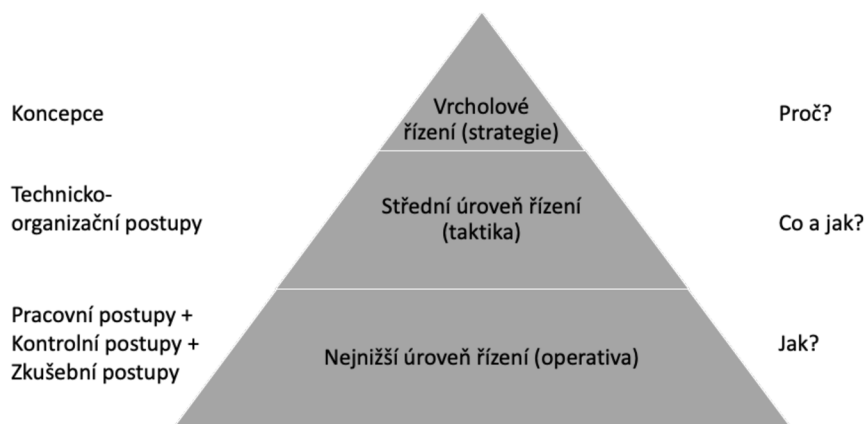 Koncepce
Vrcholové
řízení (strategie)
Proč?
Technicko-
organizační postupy
Střední úroveň řízení
(taktika)
Co a jak?
Pracovní postupy +
Kontrolní postupy +
Zkušební postupy
Nejnižší úroveň řízení (operativa)
Jak?